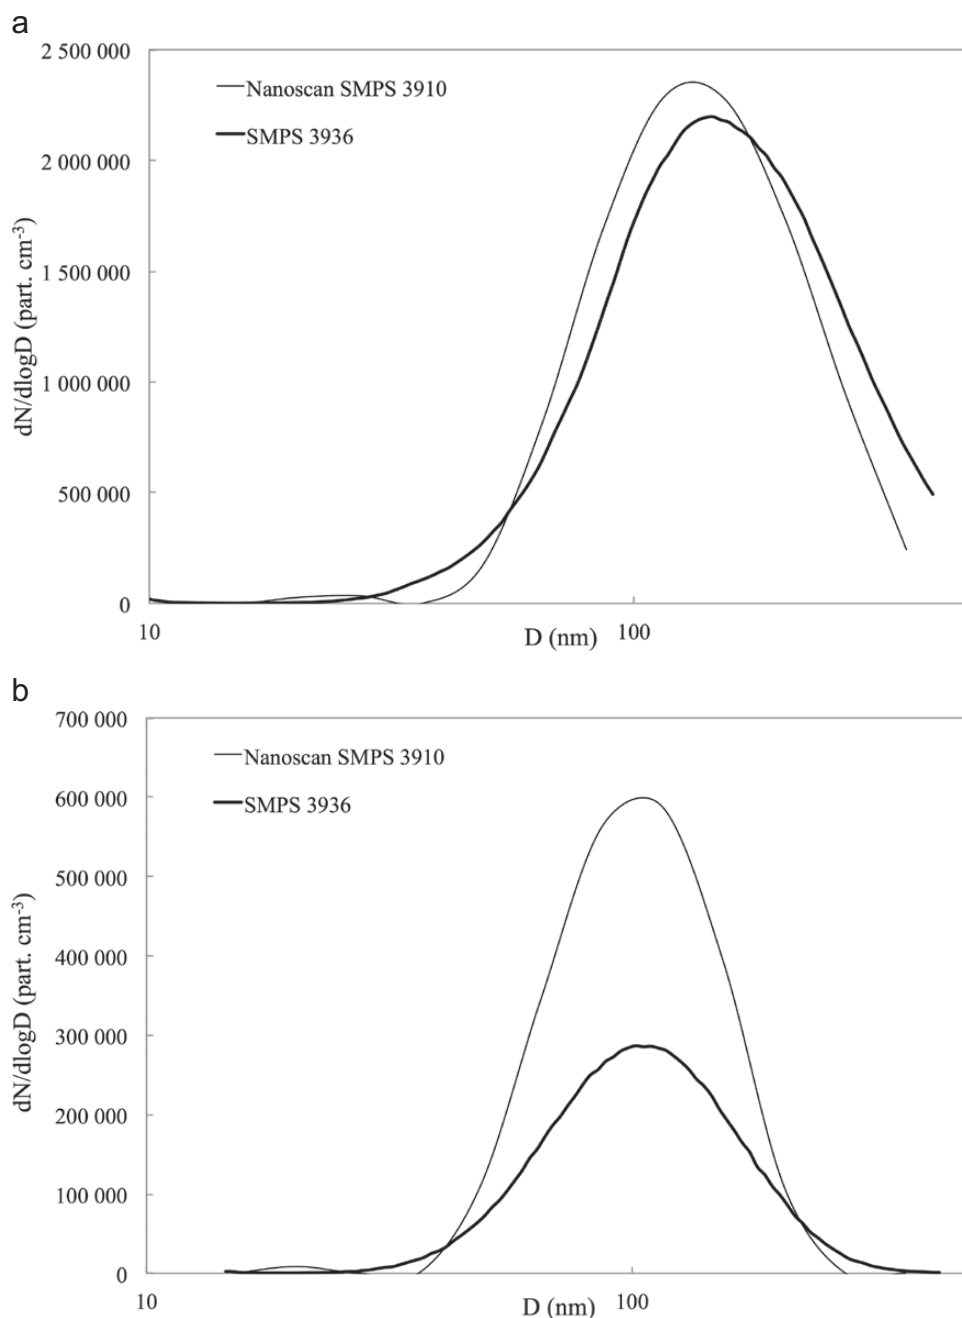 a
2 500 000
Nanoscan SMPS 3910
SMPS 3936
2 000 000
1 500 000
1 000 000
500 000
0
dN/dlogD (part. cm-3)
10
100
D (nm)
b
700 000
Nanoscan SMPS 3910
600 000
SMPS 3936
500 000
400 000
300 000
200 000
100 000
0
dN/dlogD (part. cm-3)
10
100
D (nm)